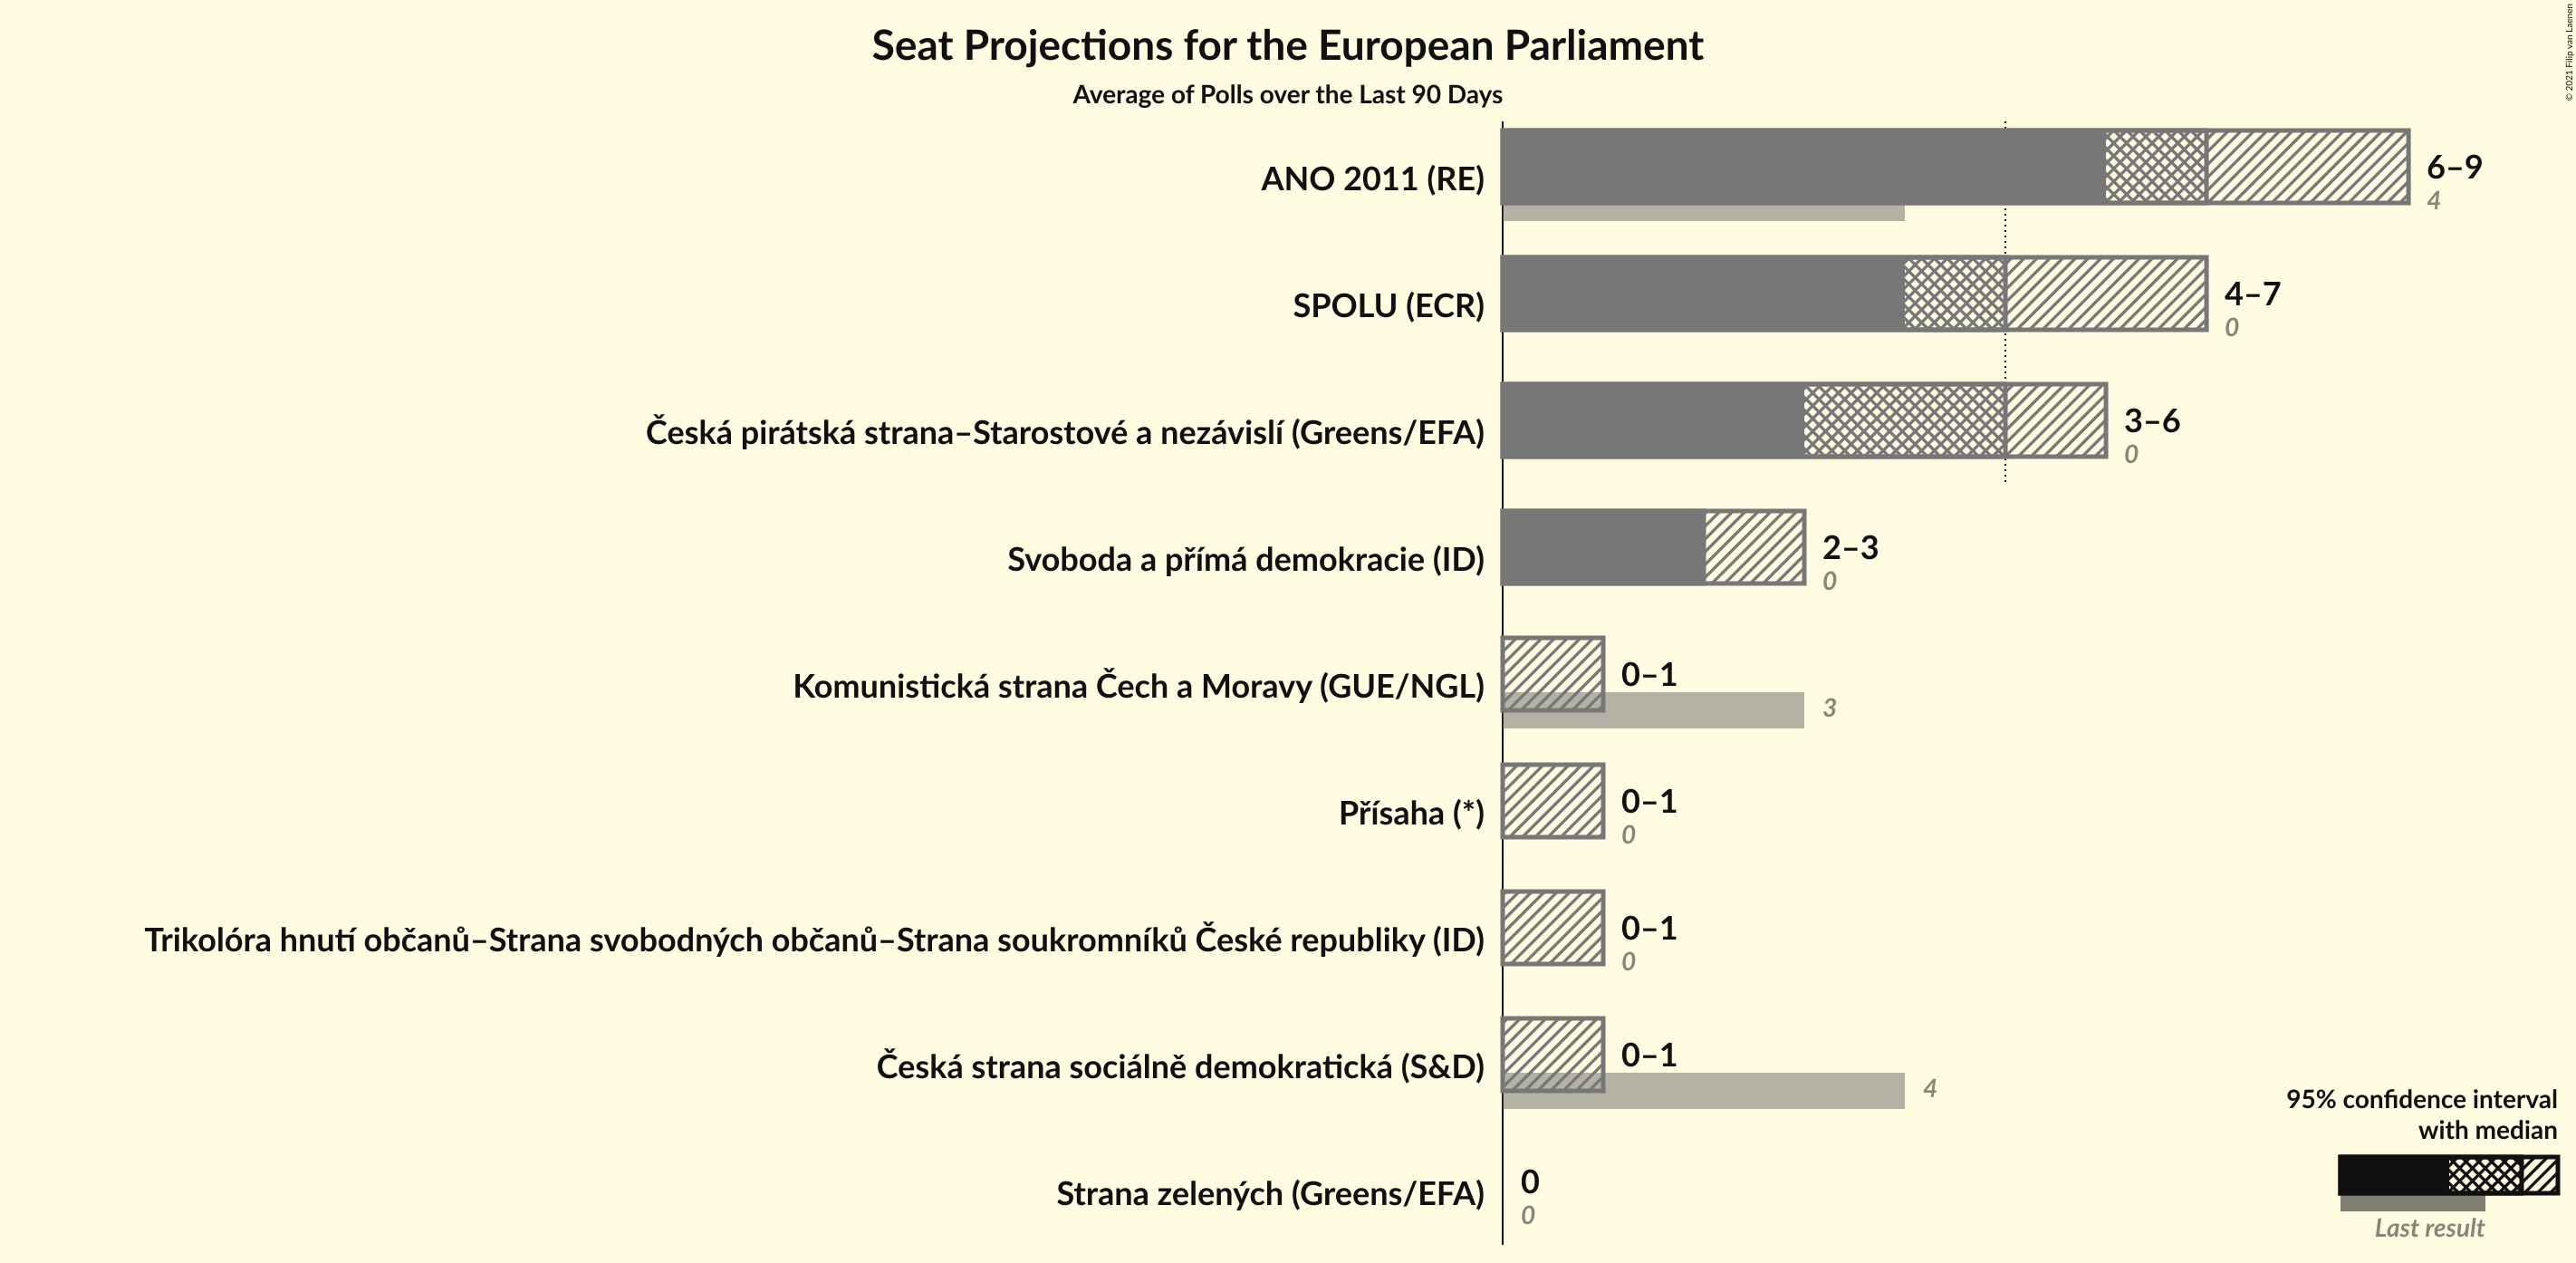 Seat Projections for the European Parliament
Average of Polls over the Last 90 Days
© 2021 Filip van Laenen
ANO 2011 (RE)
6–9
4
SPOLU (ECR)
4–7
0
Česká pirátská strana–Starostové a nezávislí (Greens/EFA)
3–6
0
Svoboda a přímá demokracie (ID)
2–3
0
Komunistická strana Čech a Moravy (GUE/NGL)
0–1
3
Přísaha (*)
0–1
0
Trikolóra hnutí občanů–Strana svobodných občanů–Strana soukromníků České republiky (ID)
0–1
0
Česká strana sociálně demokratická (S&D)
0–1
4
Strana zelených (Greens/EFA)
0
0
95% confidence interval
with median
Last result